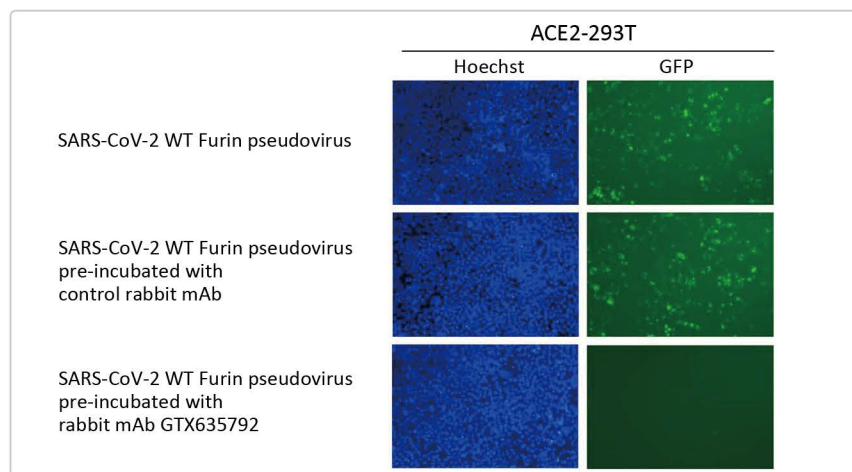 ACE2-293T
Hoechst GFP
SARS-CoV-2 WT Furin pseudovirus
SARS-CoV-2 WT Furin pseudovirus
pre-incubated with
control rabbit mAb
SARS-CoV-2 WT Furin pseudovirus
pre-incubated with
rabbit mAb GTX635792